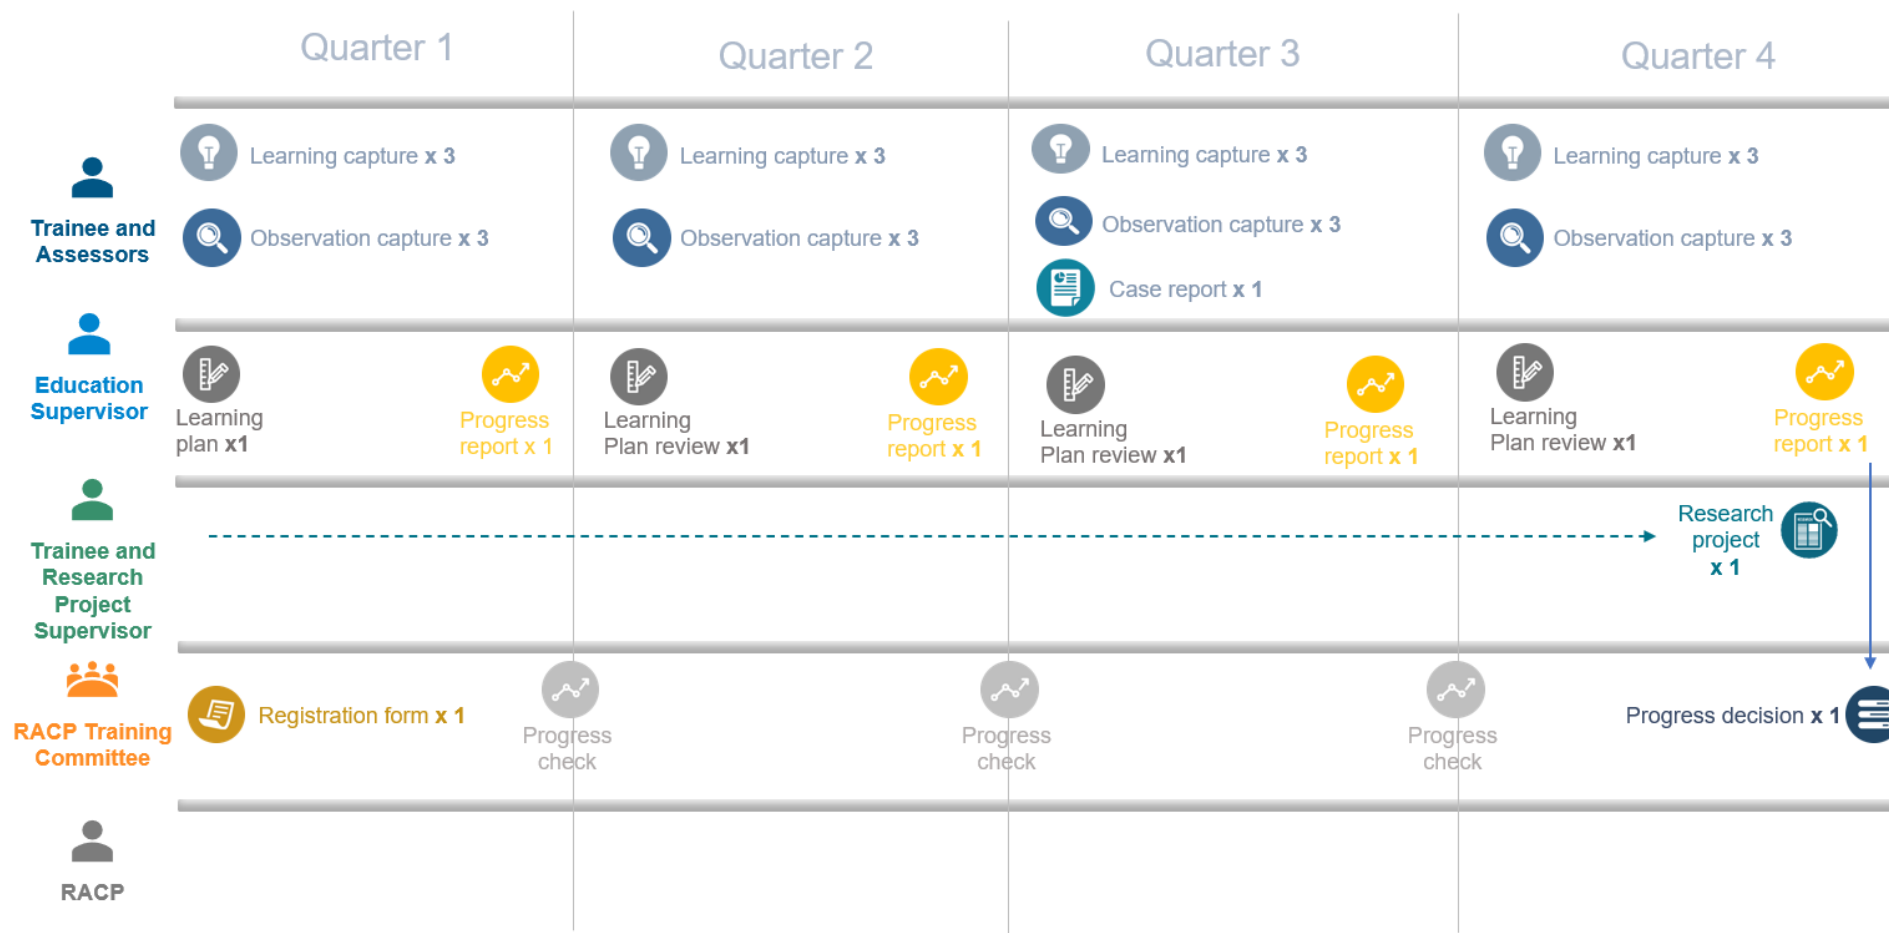 Quarter 1
Quarter 2
Quarter 3
Quarter 4
Trainee and
Assessors
Learning capture x 3
Observation capture x 3
Learning capture x 3
Observation capture x 3
Learning capture x 3
Observation capture x 3
Case report x 1
Learning capture x 3
Observation capture x 3
Education
Supervisor
Learning
plan x1
Progress
report x 1
Learning
Plan review x1
Progress
report x 1
Learning
Plan review x1
Progress
report x 1
Learning
Plan review x1
Progress
report x 1
Trainee and
Research
Project
Supervisor
Research
project
x 1
RACP Training
Committee
Registration form x 1
Progress
check
Progress
check
Progress
check
Progress decision x 1
RACP